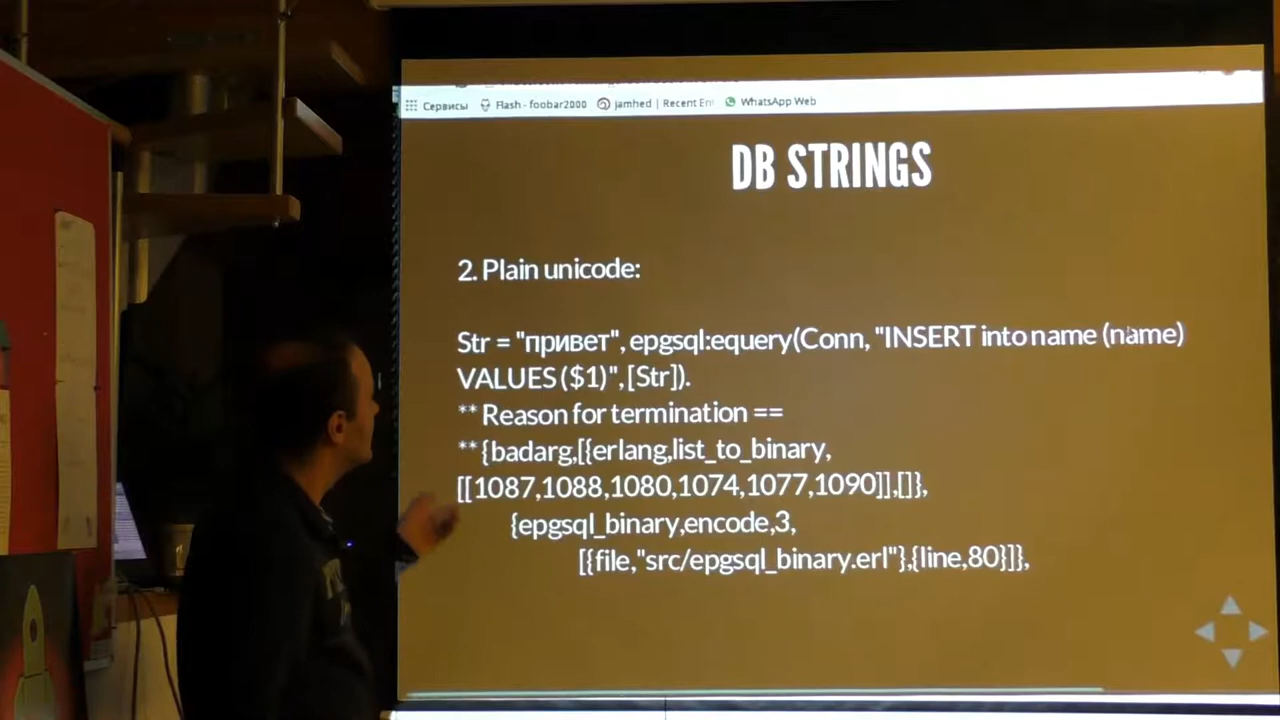 Сервисы Flash - foobar2000 jamhed | Recent En WhatsApp Web
DB STRINGS
2. Plain unicode:
Str = "привет", epgsql:equery(Conn, "INSERT into name (name)
VALUES ($1)", [Str]).
** Reason for termination ==
** {badarg,[{erlang,list_to_binary,
[[1087,1088,1080,1074,1077,1090]],[]},
{epgsql_binary,encode,3,
[{file,"src/epgsql_binary.erl"},{line,80}]},